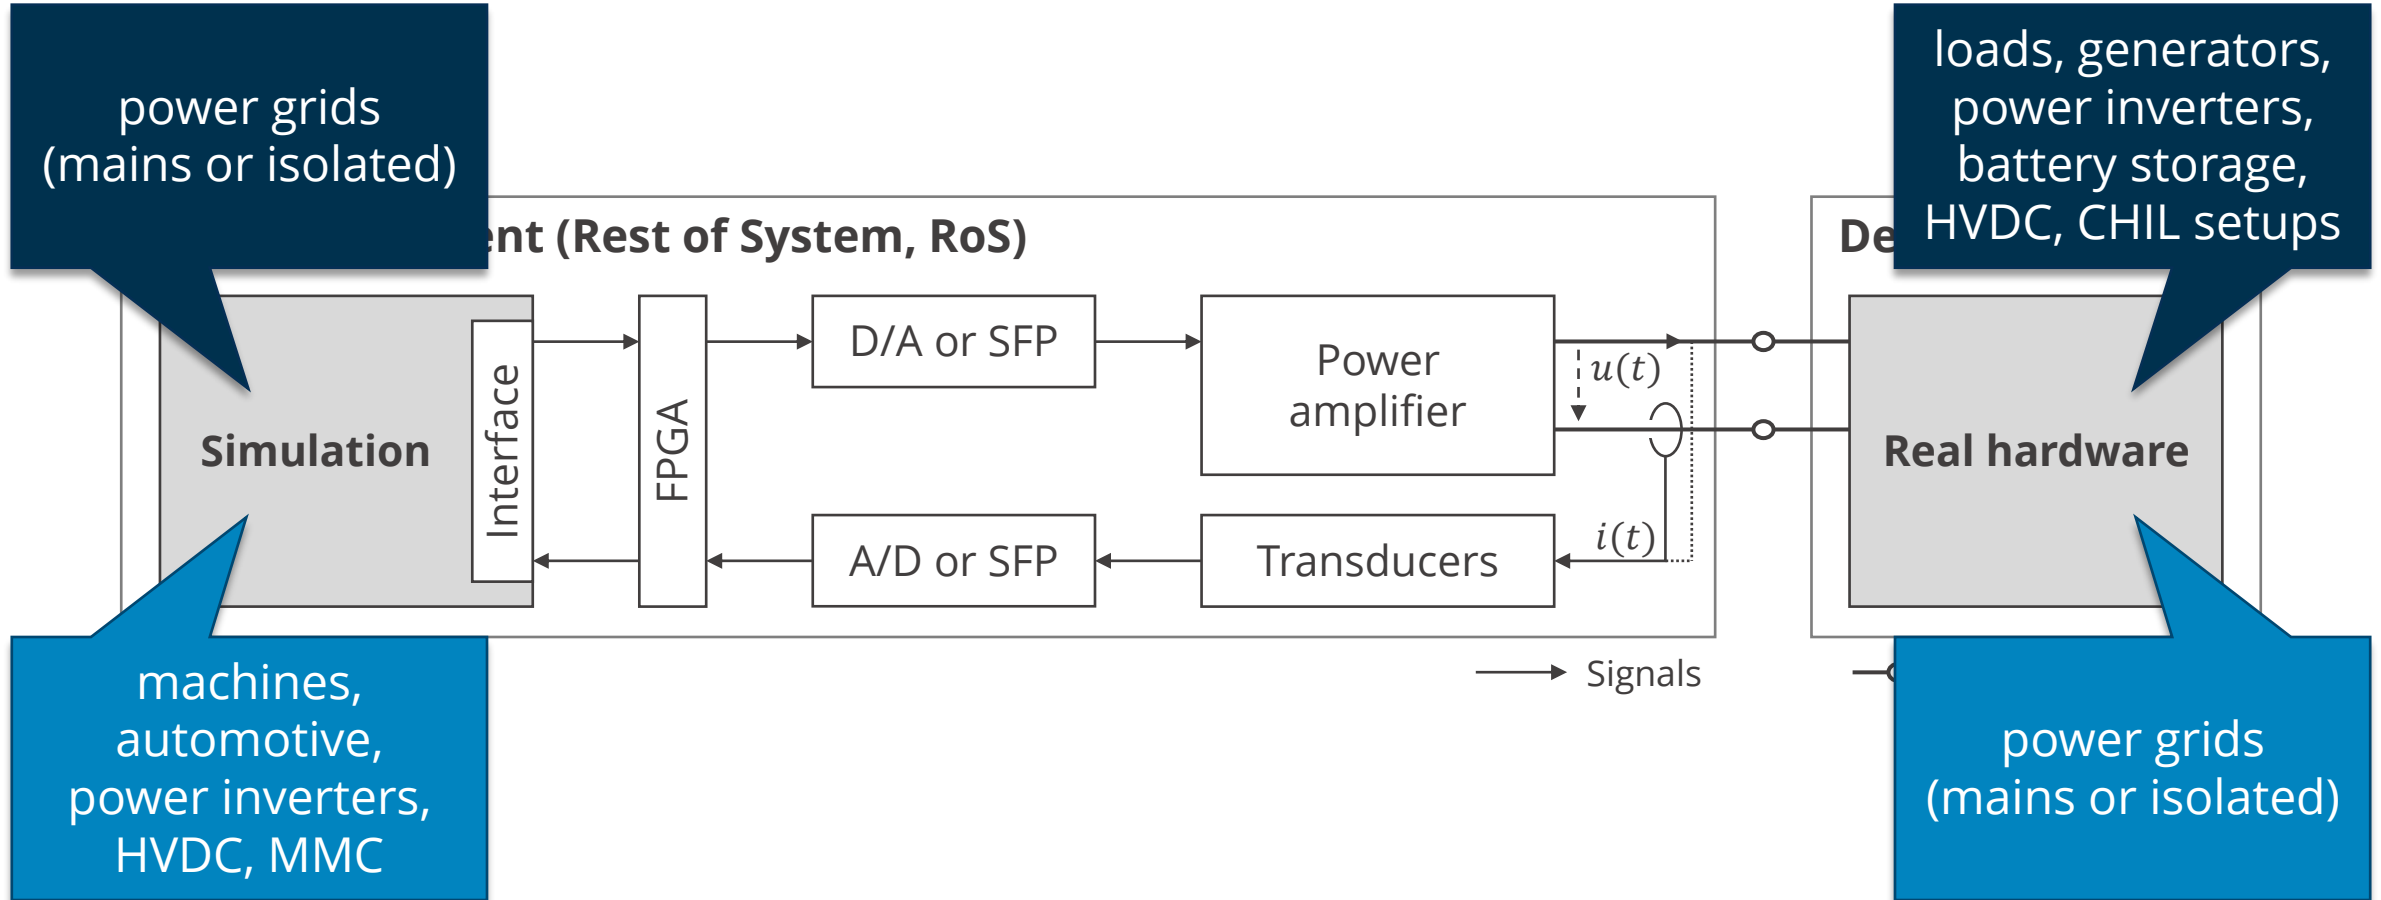 power grids
(mains or isolated)
loads, generators,
power inverters,
battery storage,
HVDC, CHIL setups
(Rest of System, RoS)
Simulation
Interface
FPGA
D/A or SFP
Power
amplifier
u(t)
i(t)
A/D or SFP
Transducers
Real hardware
Signals
machines,
automotive,
power inverters,
HVDC, MMC
power grids
(mains or isolated)